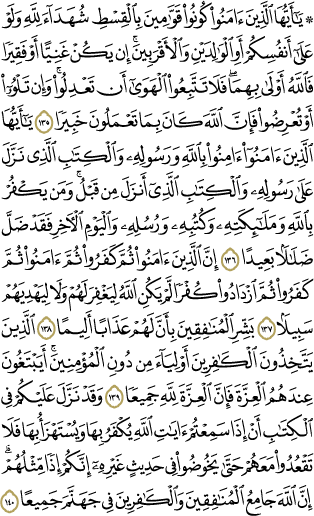 ۞ يَٰٓأَيُّهَا ٱلَّذِينَ ءَامَنُواْ كُونُواْ قَوَّٰمِينَ بِٱلۡقِسۡطِ شُهَدَآءَ لِلَّهِ وَلَوۡ
عَلَىٰٓ أَنفُسِكُمۡ أَوِ ٱلۡوَٰلِدَيۡنِ وَٱلۡأَقۡرَبِينَۚ إِن يَكُنۡ غَنِيًّا أَوۡ فَقِيرٗا
فَٱللَّهُ أَوۡلَىٰ بِهِمَاۖ فَلَا تَتَّبِعُواْ ٱلۡهَوَىٰٓ أَن تَعۡدِلُواْۚ وَإِن تَلۡوُۥٓاْ
أَوۡ تُعۡرِضُواْ فَإِنَّ ٱللَّهَ كَانَ بِمَا تَعۡمَلُونَ خَبِيرٗا ١٣٥ يَٰٓأَيُّهَا
ٱلَّذِينَ ءَامَنُوٓاْ ءَامِنُواْ بِٱللَّهِ وَرَسُولِهِۦ وَٱلۡكِتَٰبِ ٱلَّذِي نَزَّلَ
عَلَىٰ رَسُولِهِۦ وَٱلۡكِتَٰبِ ٱلَّذِيٓ أَنزَلَ مِن قَبۡلُۚ وَمَن يَكۡفُرۡ
بِٱللَّهِ وَمَلَٰٓئِكَتِهِۦ وَكُتُبِهِۦ وَرُسُلِهِۦ وَٱلۡيَوۡمِ ٱلۡأٓخِرِ فَقَدۡ ضَلَّ
ضَلَٰلَۢا بَعِيدًا ١٣٦ إِنَّ ٱلَّذِينَ ءَامَنُواْ ثُمَّ كَفَرُواْ ثُمَّ ءَامَنُواْ ثُمَّ
كَفَرُواْ ثُمَّ ٱزۡدَادُواْ كُفۡرٗا لَّمۡ يَكُنِ ٱللَّهُ لِيَغۡفِرَ لَهُمۡ وَلَا لِيَهۡدِيَهُمۡ
سَبِيلَۢا ١٣٧ بَشِّرِ ٱلۡمُنَٰفِقِينَ بِأَنَّ لَهُمۡ عَذَابًا أَلِيمًا ١٣٨ ٱلَّذِينَ
يَتَّخِذُونَ ٱلۡكَٰفِرِينَ أَوۡلِيَآءَ مِن دُونِ ٱلۡمُؤۡمِنِينَۚ أَيَبۡتَغُونَ
عِندَهُمُ ٱلۡعِزَّةَ فَإِنَّ ٱلۡعِزَّةَ لِلَّهِ جَمِيعٗا ١٣٩ وَقَدۡ نَزَّلَ عَلَيۡكُمۡ فِي
ٱلۡكِتَٰبِ أَنۡ إِذَا سَمِعۡتُمۡ ءَايَٰتِ ٱللَّهِ يُكۡفَرُ بِهَا وَيُسۡتَهۡزَأُ بِهَا فَلَا
تَقۡعُدُواْ مَعَهُمۡ حَتَّىٰ يَخُوضُواْ فِي حَدِيثٍ غَيۡرِهِۦٓ إِنَّكُمۡ إِذٗا مِّثۡلُهُمۡۗ
إِنَّ ٱللَّهَ جَامِعُ ٱلۡمُنَٰفِقِينَ وَٱلۡكَٰفِرِينَ فِي جَهَنَّمَ جَمِيعًا ١٤٠